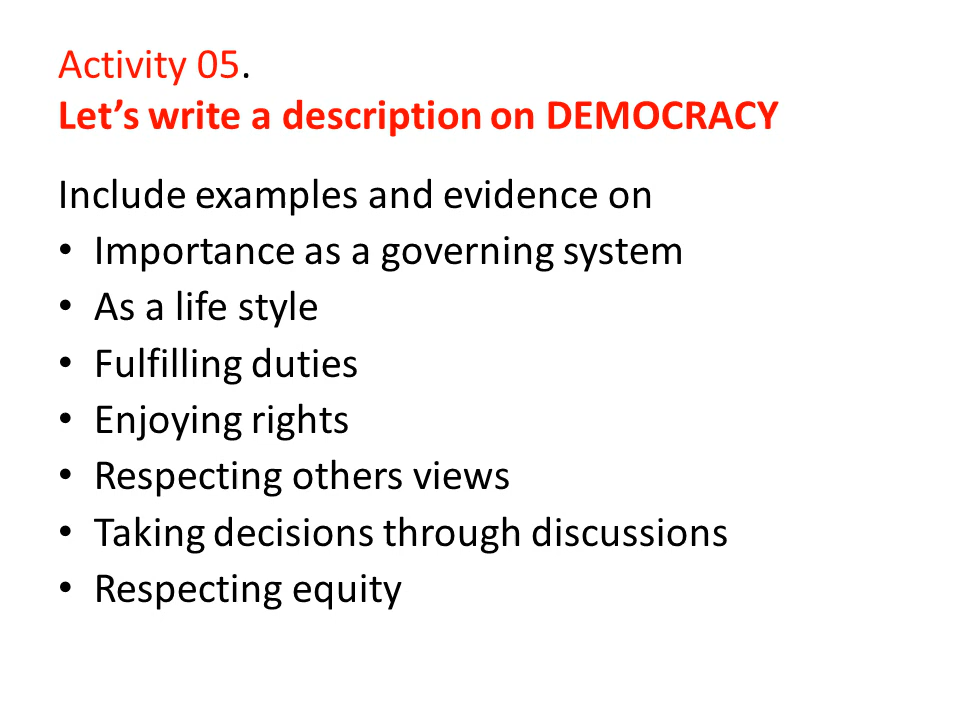 Activity 05.
Let’s write a description on DEMOCRACY
Include examples and evidence on
• Importance as a governing system
• As a life style
• Fulfilling duties
• Enjoying rights
• Respecting others views
• Taking decisions through discussions
• Respecting equity